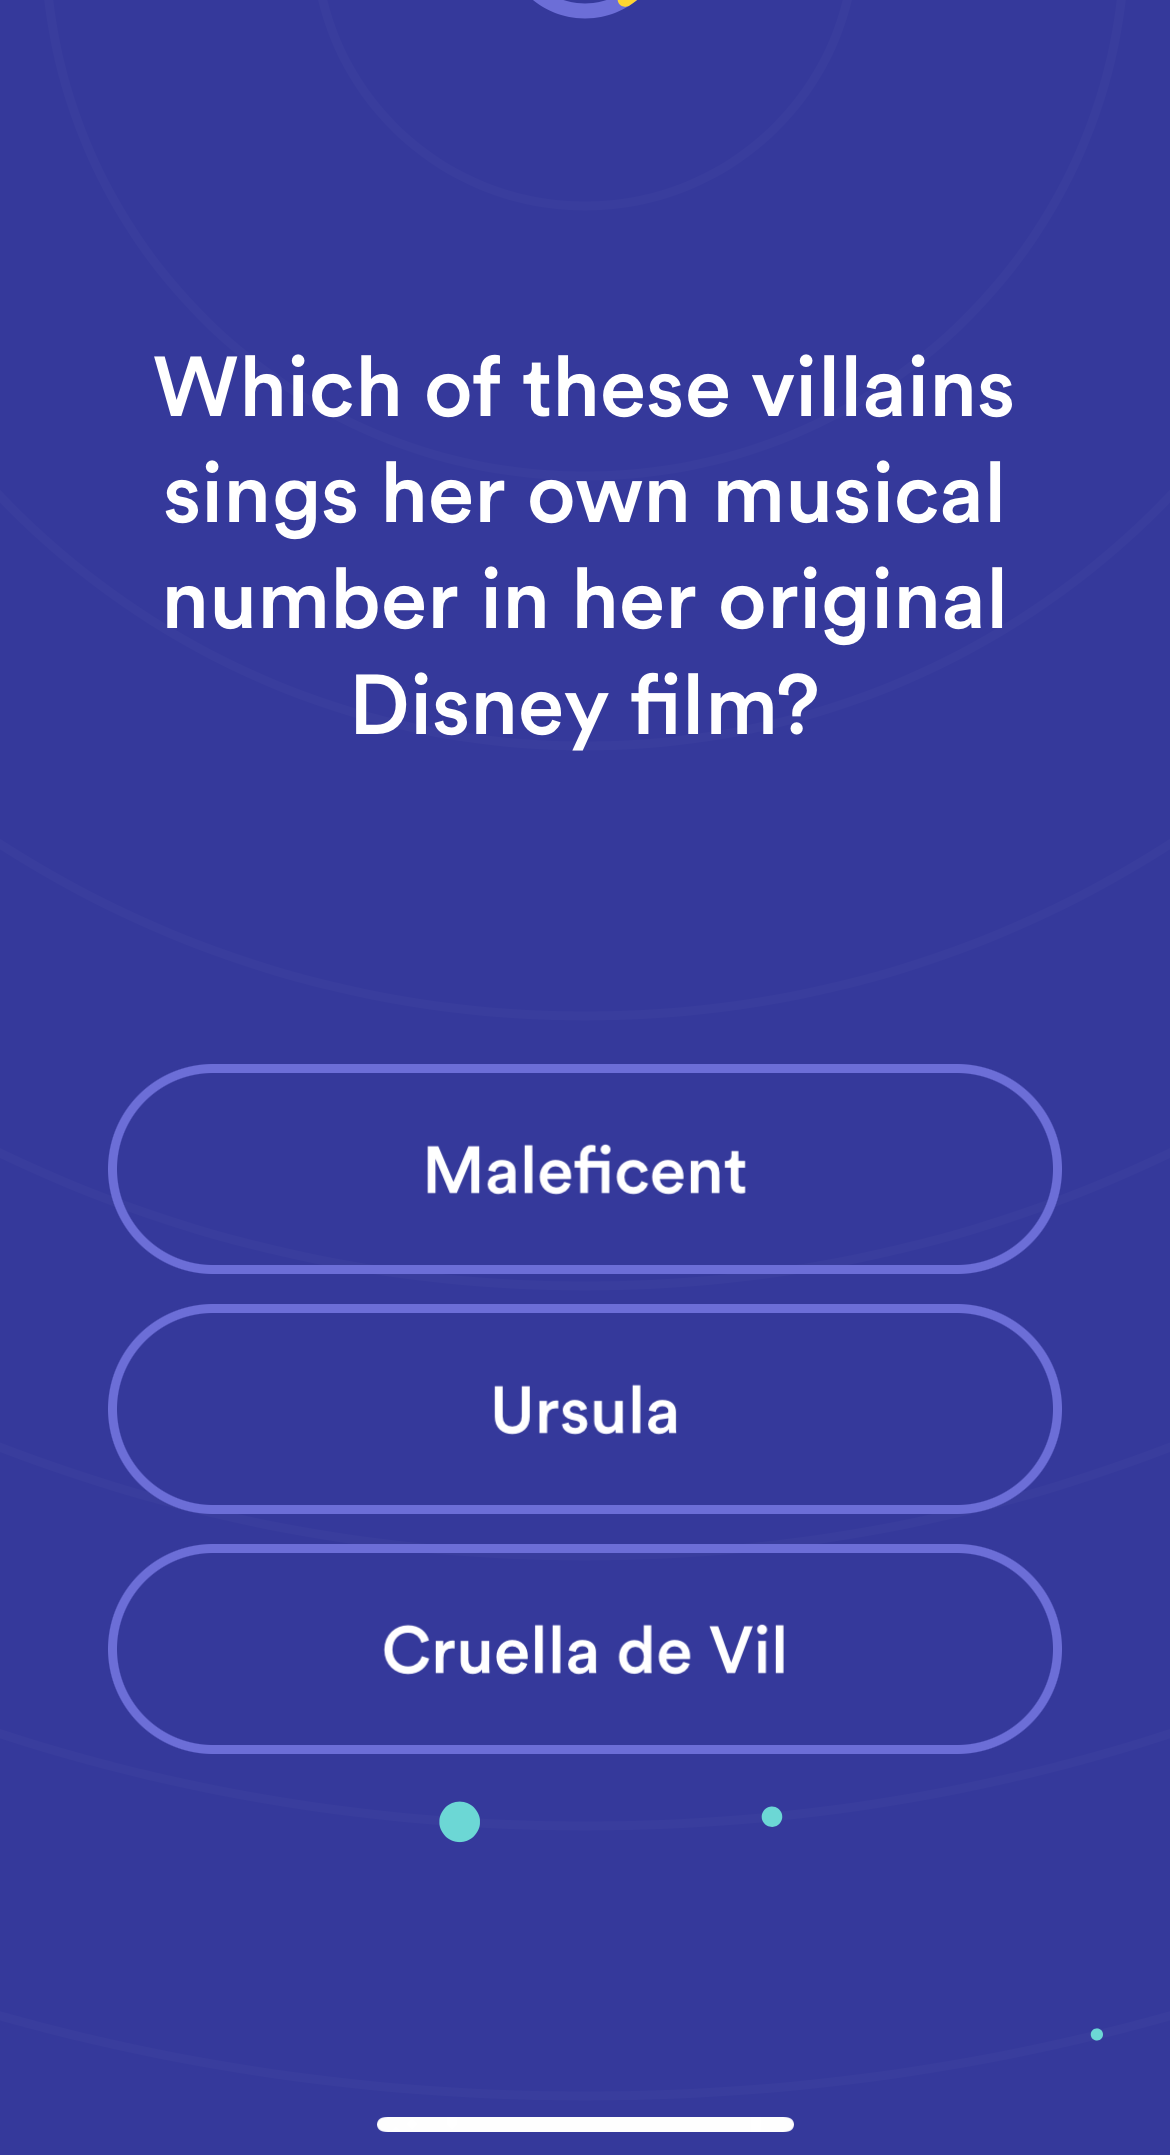 Which of these villains
sings her own musical
number in her original
Disney film?
Maleficent
Ursula
Cruella de Vil